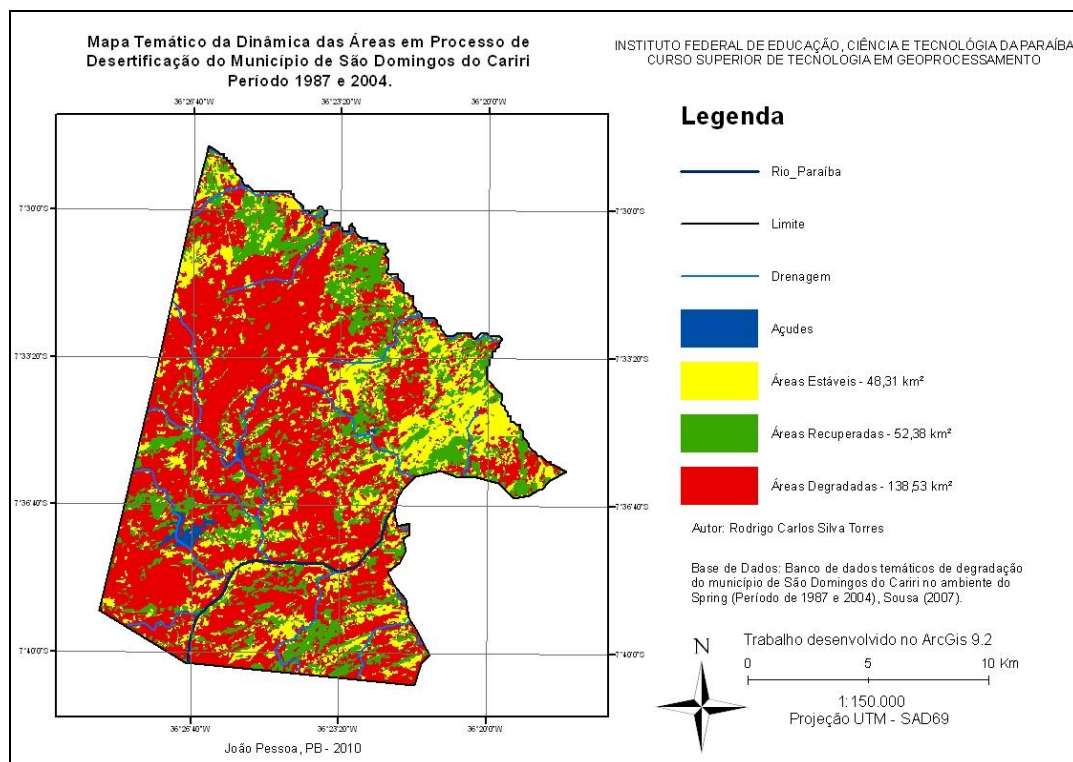 Mapa Temático da Dinâmica das Áreas em Processo de
Desertificação do Município de São Domingos do Cariri
Período 1987 e 2004.
INSTITUTO FEDERAL DE EDUCAÇÃO, CIÊNCIA E TECNOLÓGIA DA PARAÍBA
CURSO SUPERIOR DE TECNOLOGIA EM GEOPROCESSAMENTO
36°26'40"W
36°23'20"W
36°20'0"W
7°30'0"S
7°30'0"S
7°33'20"S
7°33'20"S
7°36'40"S
7°36'40"S
7°40'0"S
7°40'0"S
36°26'40"W
36°23'20"W
36°20'0"W
João Pessoa, PB - 2010
Legenda
Rio_Paraíba
Limite
Drenagem
Açudes
Áreas Estáveis - 48,31 km²
Áreas Recuperadas - 52,38 km²
Áreas Degradadas - 138,53 km²
Autor: Rodrigo Carlos Silva Torres
Base de Dados: Banco de dados temáticos de degradação
do município de São Domingos do Cariri no ambiente do
Spring (Período de 1987 e 2004), Sousa (2007).
N
Trabalho desenvolvido no ArcGis 9.2
0 5 10 Km
1:150.000
Projeção UTM - SAD69